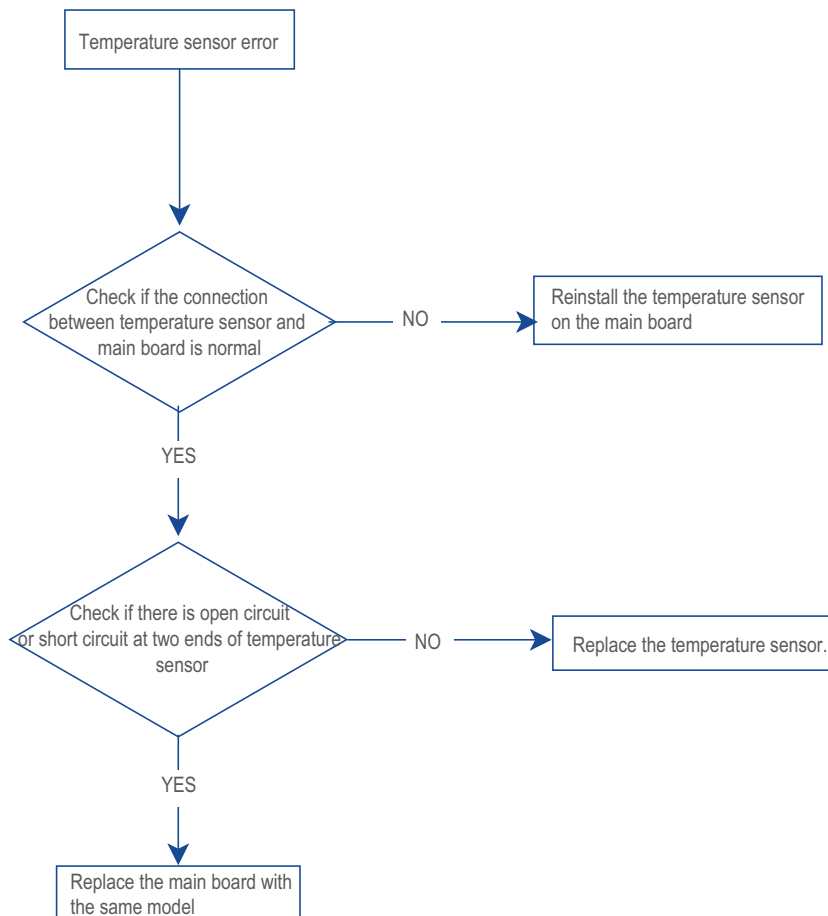 Temperature sensor error
Check if the connection
between temperature sensor and
main board is normal
NO
Reinstall the temperature sensor
on the main board
YES
Check if there is open circuit
or short circuit at two ends of temperature
sensor
NO
Replace the temperature sensor.
YES
Replace the main board with
the same model